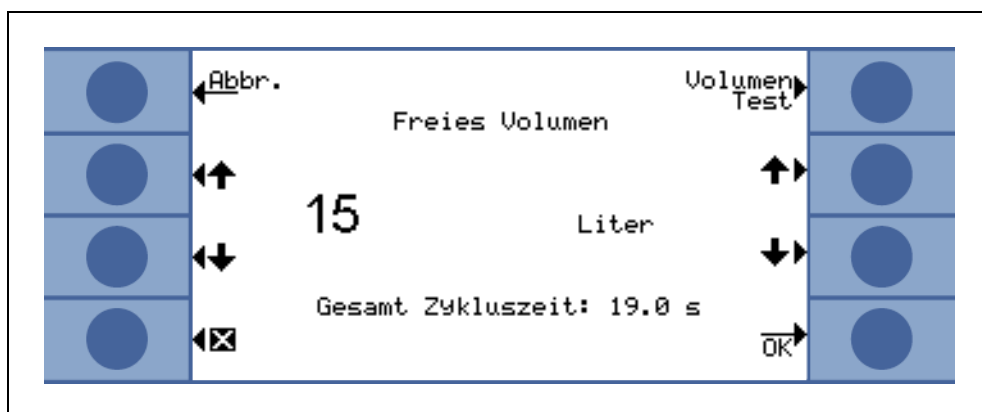 Abbr.
Volumen
Test
Freies Volumen
15 Liter
Gesamt Zykluszeit: 19.0 s
OK